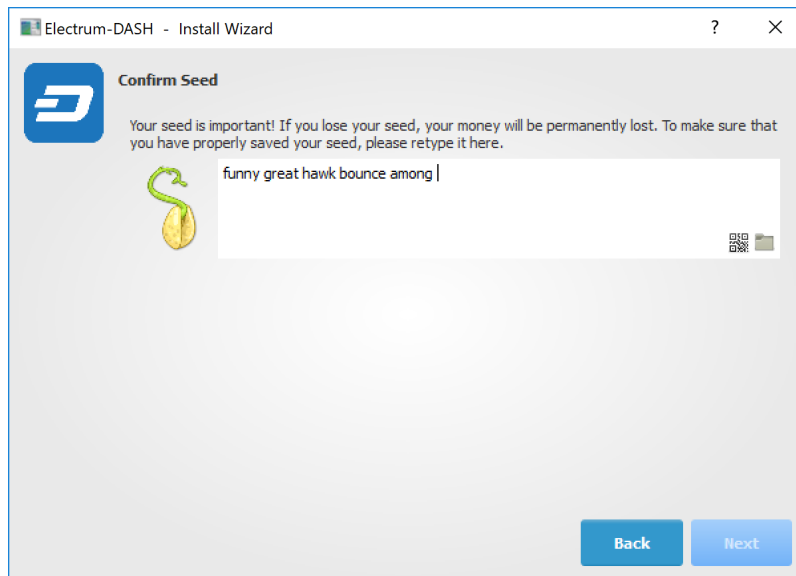 Electrum-DASH - Install Wizard
Confirm Seed
Your seed is important! If you lose your seed, your money will be permanently lost. To make sure that
you have properly saved your seed, please retype it here.
funny great hawk bounce among
Back
Next